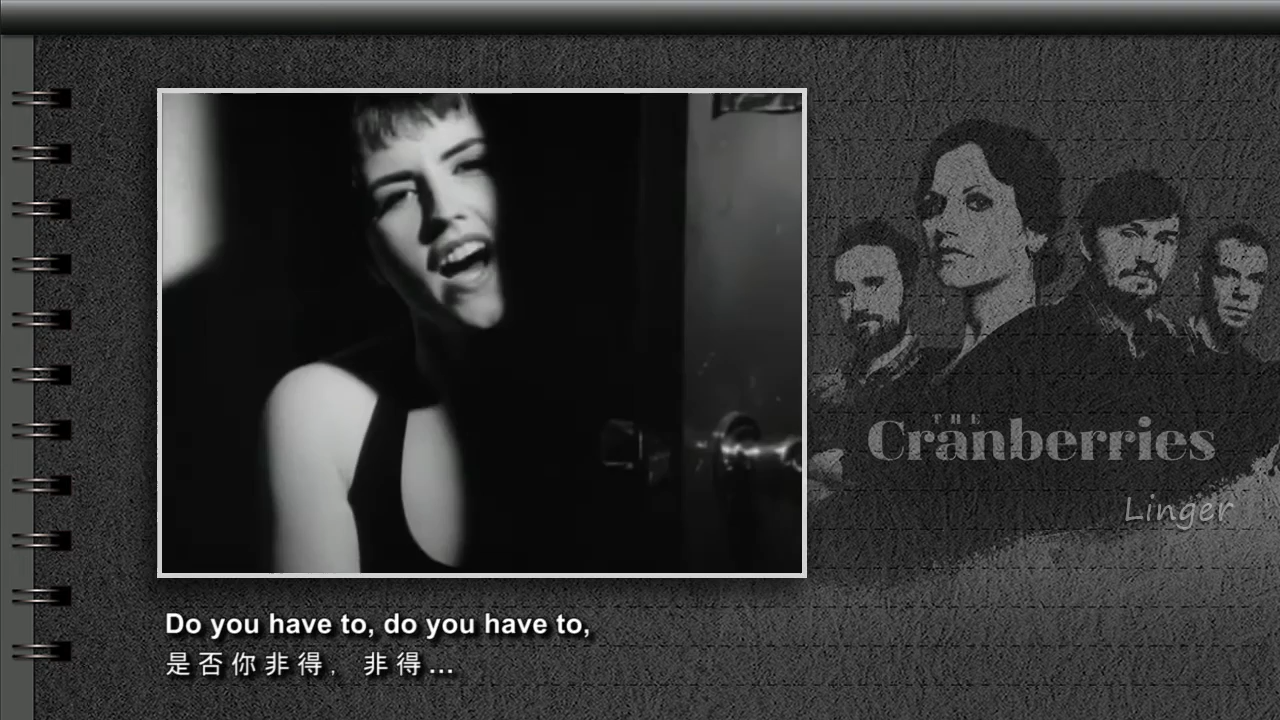 THE
Cranberries
Linger
Do you have to, do you have to,
是否你非得, 非得...